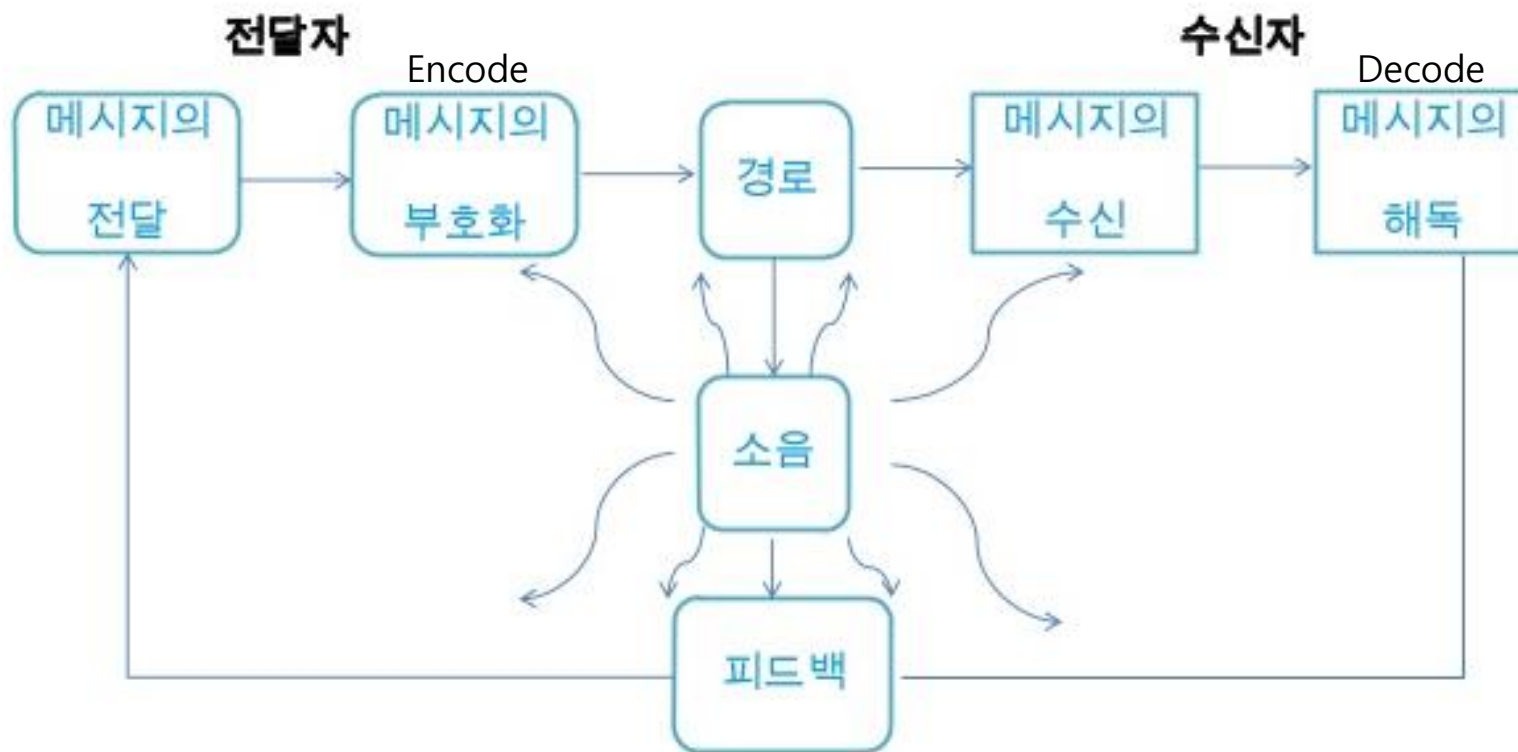 전달자
수신자
Encode
Decode
메시지의
전달
메시지의
부호화
경로
메시지의
수신
메시지의
해독
소음
피드백